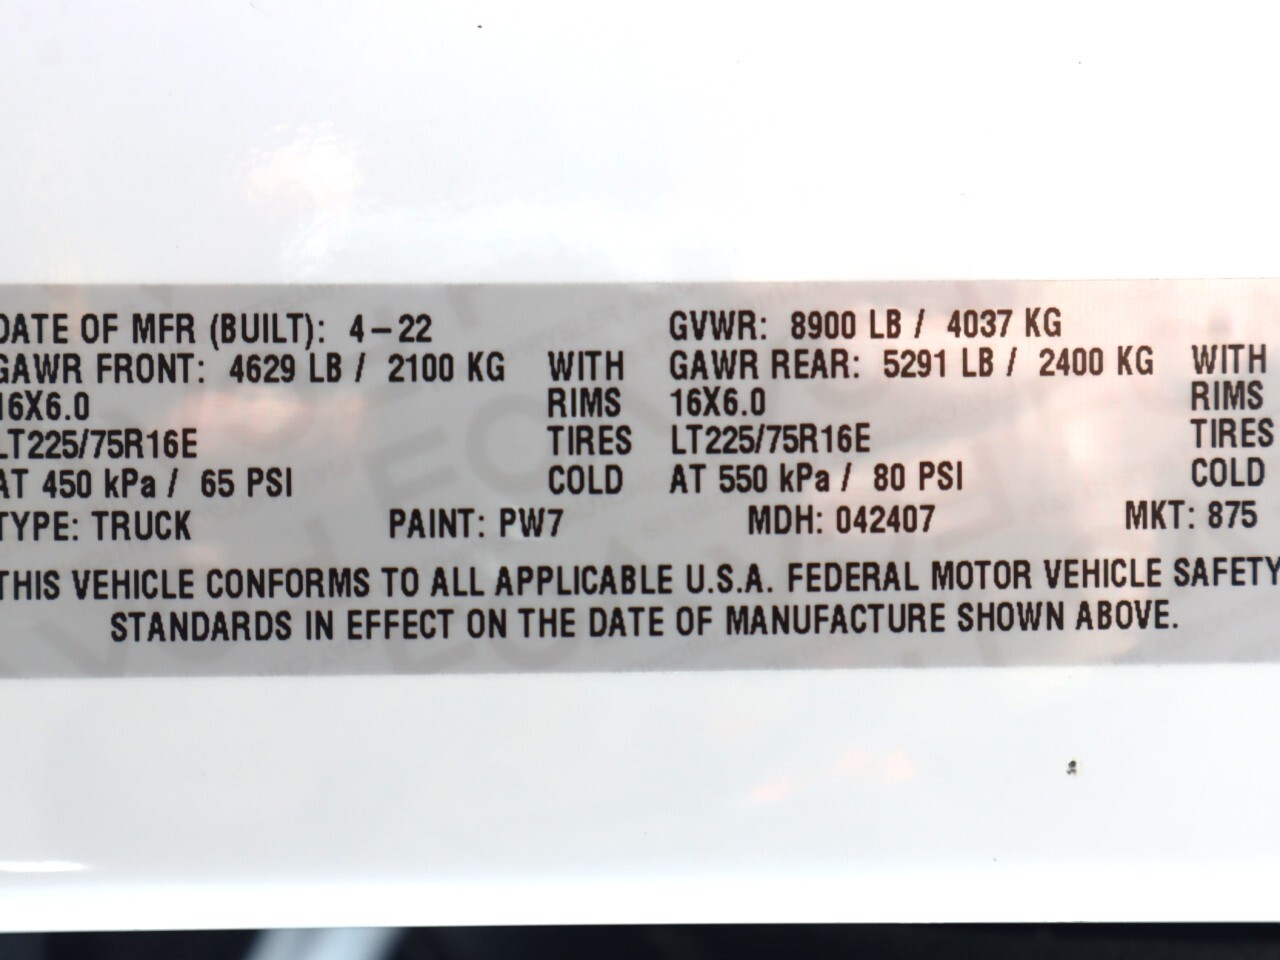 DATE OF MFR (BUILT): 4-22 GVWR: 8900 LB / 4037 KG
GAWR FRONT: 4629 LB / 2100 KG WITH GAWR REAR: 5291 LB / 2400 KG WITH
16X6.0 RIMS 16X6.0 RIMS
LT225/75R16E TIRES LT225/75R16E TIRES
AT 450 kPa / 65 PSI COLD AT 550 kPa / 80 PSI COLD
TYPE: TRUCK PAINT: PW7 MDH: 042407 MKT: 875
THIS VEHICLE CONFORMS TO ALL APPLICABLE U.S.A. FEDERAL MOTOR VEHICLE SAFETY
STANDARDS IN EFFECT ON THE DATE OF MANUFACTURE SHOWN ABOVE.